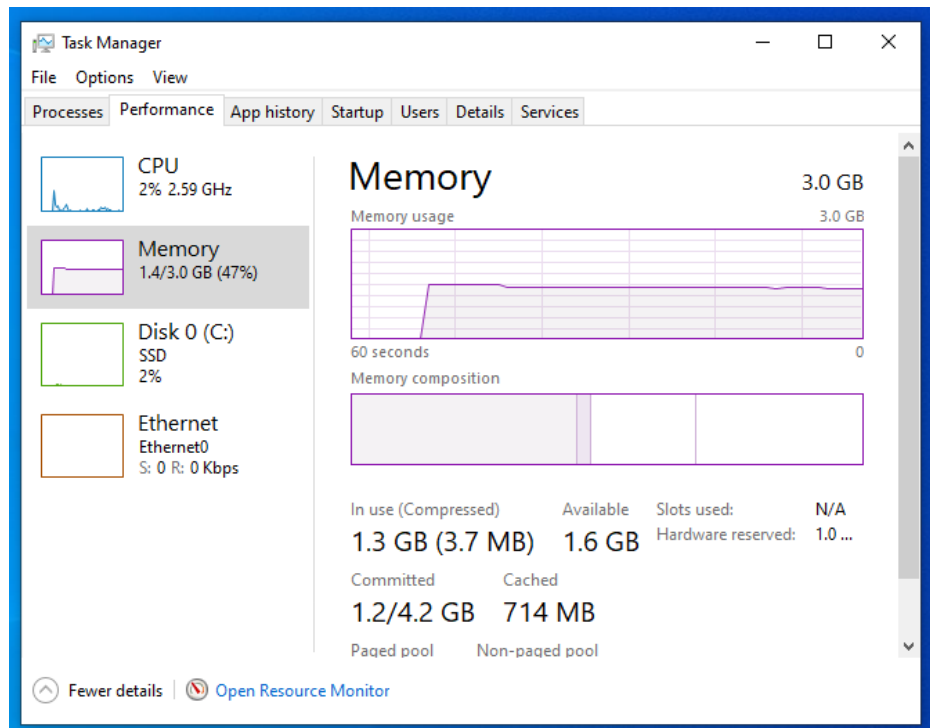 Task Manager
File Options View
Processes Performance App history Startup Users Details Services
CPU
2% 2.59 GHz
Memory
1.4/3.0 GB (47%)
Disk 0 (C:)
SSD
2%
Ethernet
Ethernet0
S: 0 R: 0 Kbps
Memory 3.0 GB
Memory usage 3.0 GB
60 seconds 0
Memory composition
In use (Compressed) Available Slots used: N/A
1.3 GB (3.7 MB) 1.6 GB Hardware reserved: 1.0 ...
Committed Cached
1.2/4.2 GB 714 MB
Paged pool Non-paged pool
Fewer details Open Resource Monitor